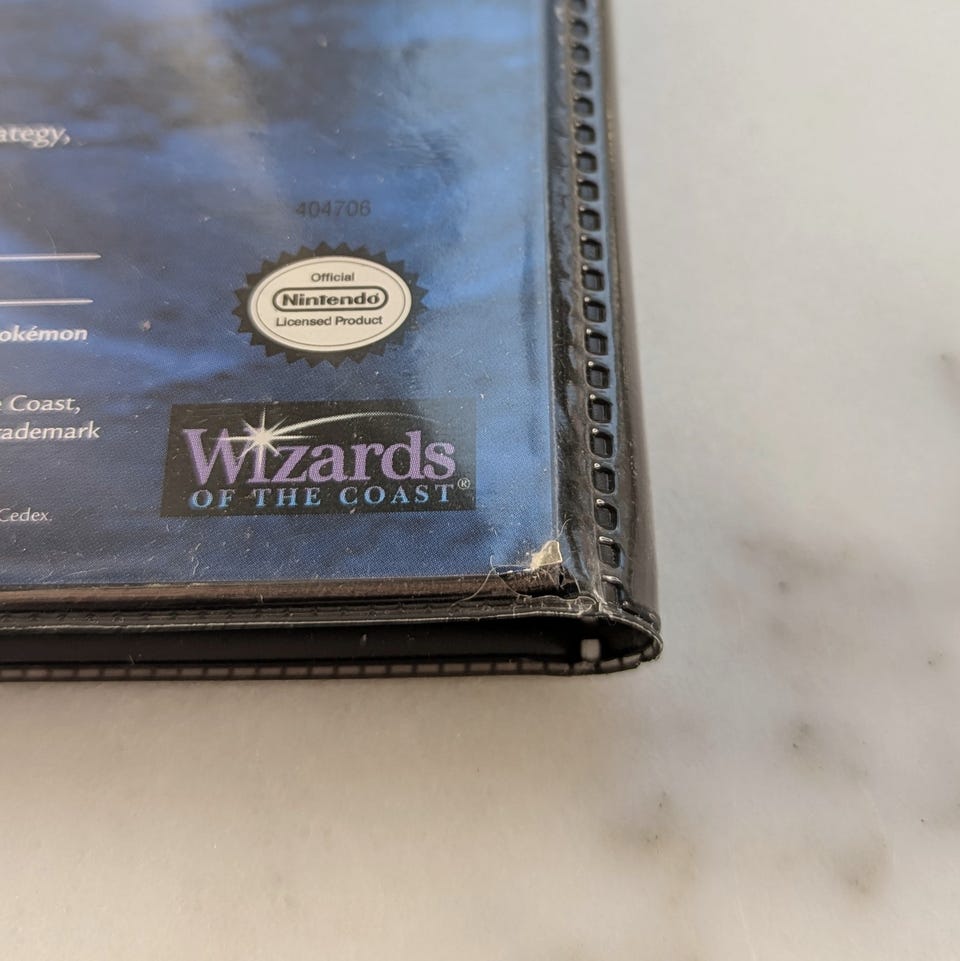 ategy,
404706
Official
Nintendo
Licensed Product
okémon
e Coast,
rademark
Wizards
OF THE COAST®
Cedex.